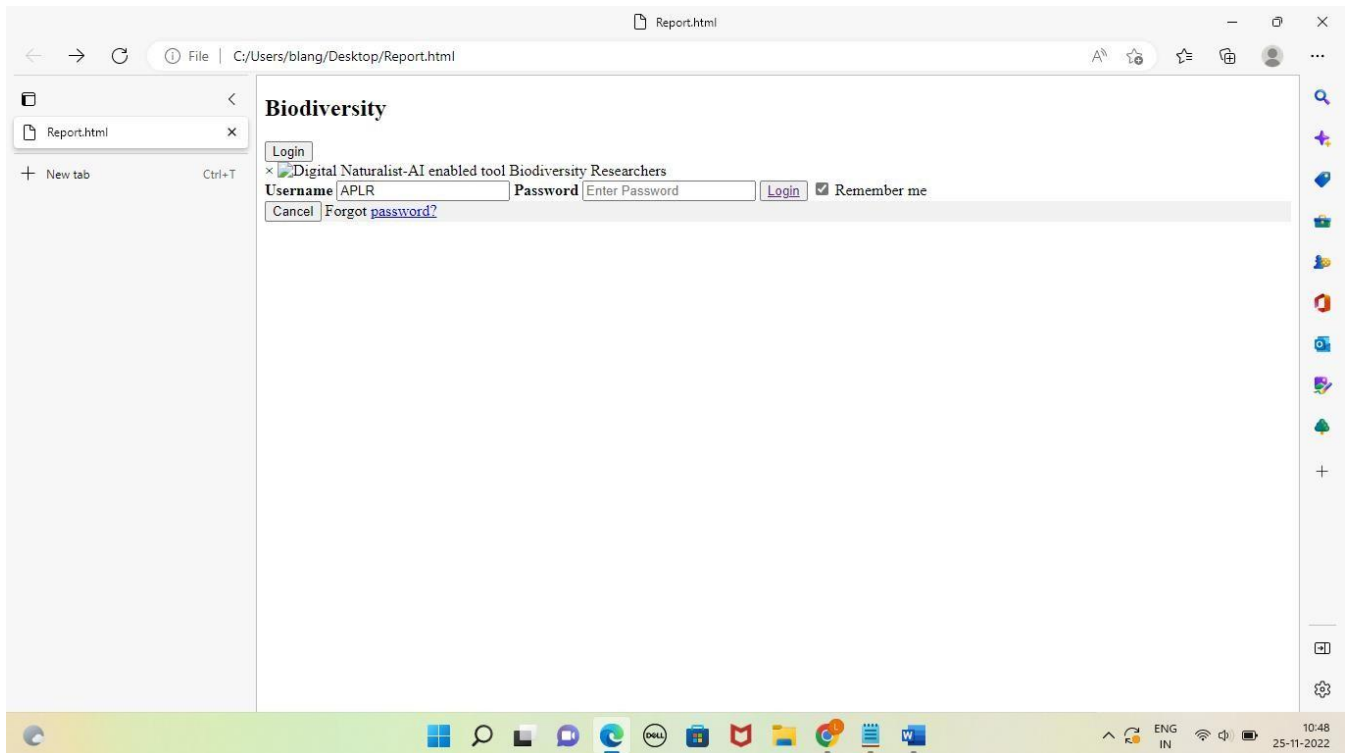 Report.html
File | C:/Users/blang/Desktop/Report.html
Report.html
New tab Ctrl+T
Biodiversity
Login
× Digital Naturalist-AI enabled tool Biodiversity Researchers
Username APLR Password Enter Password Login Remember me
Cancel Forgot password?
DELL
ENG
IN
10:48
25-11-2022